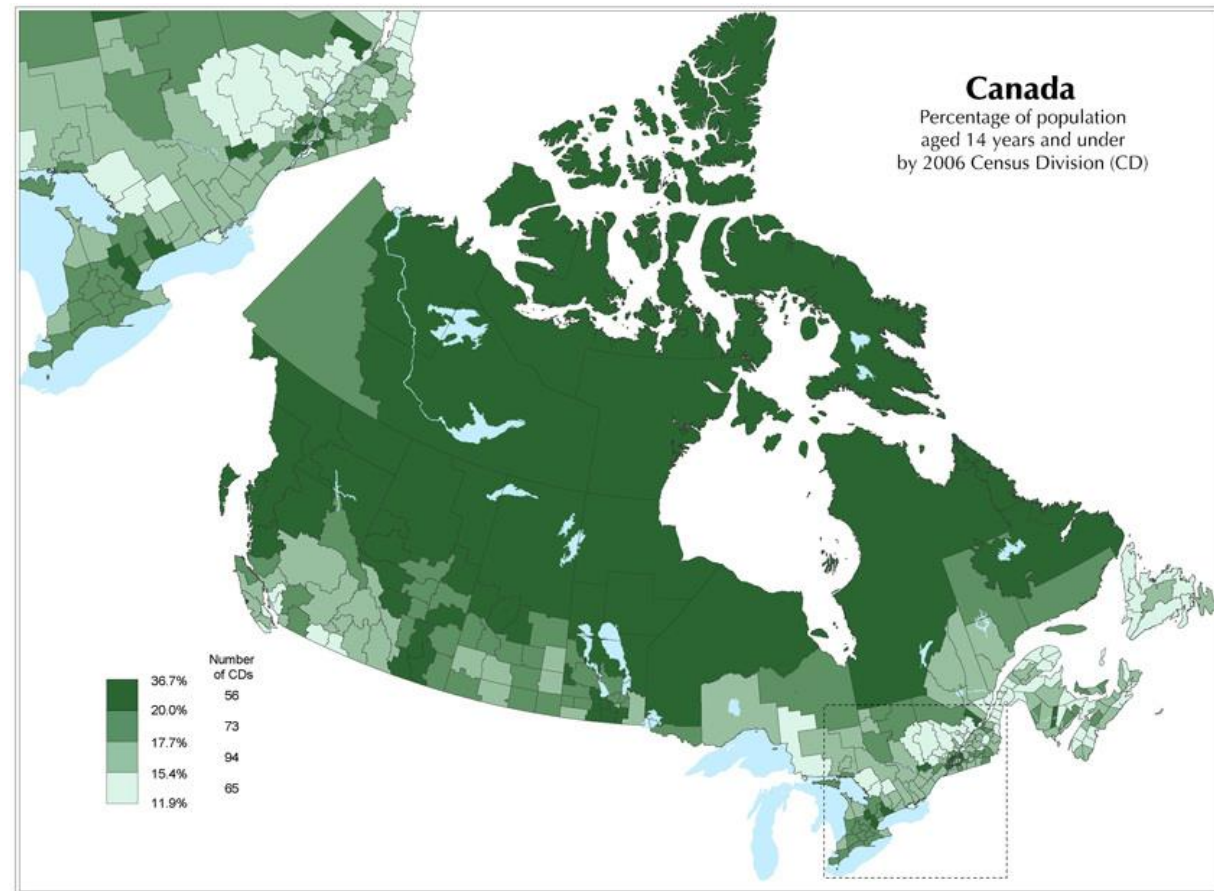 Canada
Percentage of population
aged 14 years and under
by 2006 Census Division (CD)
Number
of CDs
36.7%
56
20.0%
73
17.7%
94
15.4%
65
11.9%